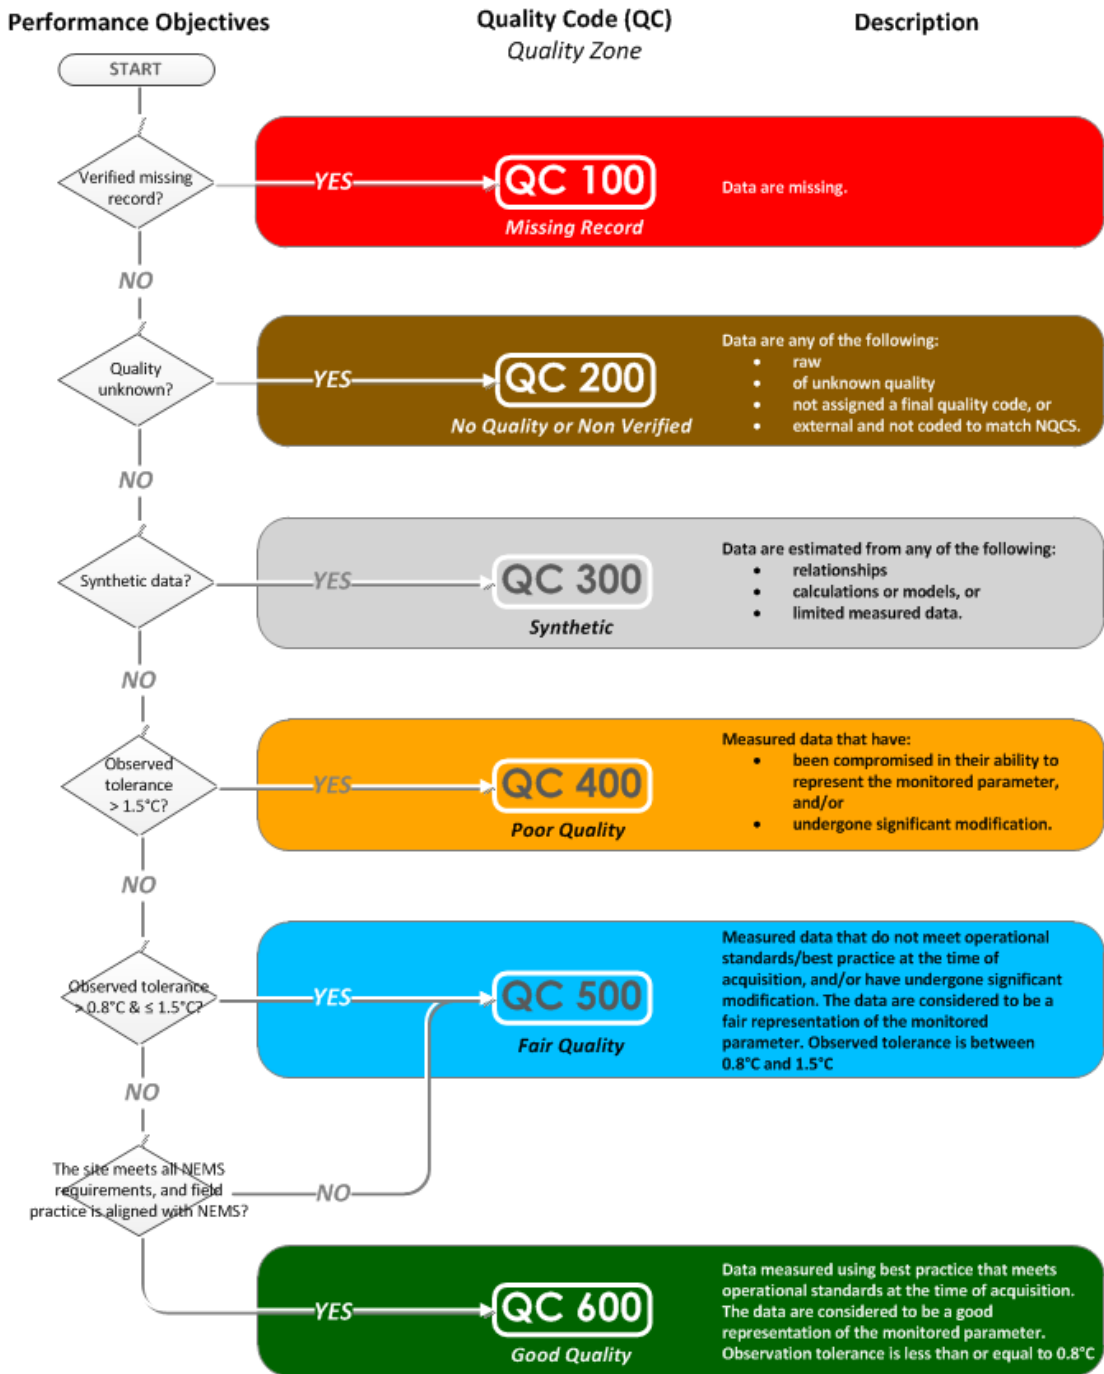 Performance Objectives
Quality Code (QC)
Quality Zone
Description
START
Verified missing
record?
YES
QC 100
Missing Record
Data are missing.
NO
Quality
unknown?
YES
QC 200
No Quality or Non Verified
Data are any of the following:
• raw
• of unknown quality
• not assigned a final quality code, or
• external and not coded to match NQCS.
NO
Synthetic data?
YES
QC 300
Synthetic
Data are estimated from any of the following:
• relationships
• calculations or models, or
• limited measured data.
NO
Observed
tolerance
> 1.5°C?
YES
QC 400
Poor Quality
Measured data that have:
• been compromised in their ability to
represent the monitored parameter,
and/or
• undergone significant modification.
NO
Observed tolerance
> 0.8°C & ≤ 1.5°C?
YES
QC 500
Fair Quality
Measured data that do not meet operational
standards/best practice at the time of
acquisition, and/or have undergone significant
modification. The data are considered to be a
fair representation of the monitored
parameter. Observed tolerance is between
0.8°C and 1.5°C
NO
The site meets all NEMS
requirements, and field
practice is aligned with NEMS?
NO
YES
QC 600
Good Quality
Data measured using best practice that meets
operational standards at the time of acquisition.
The data are considered to be a good
representation of the monitored parameter.
Observation tolerance is less than or equal to 0.8°C